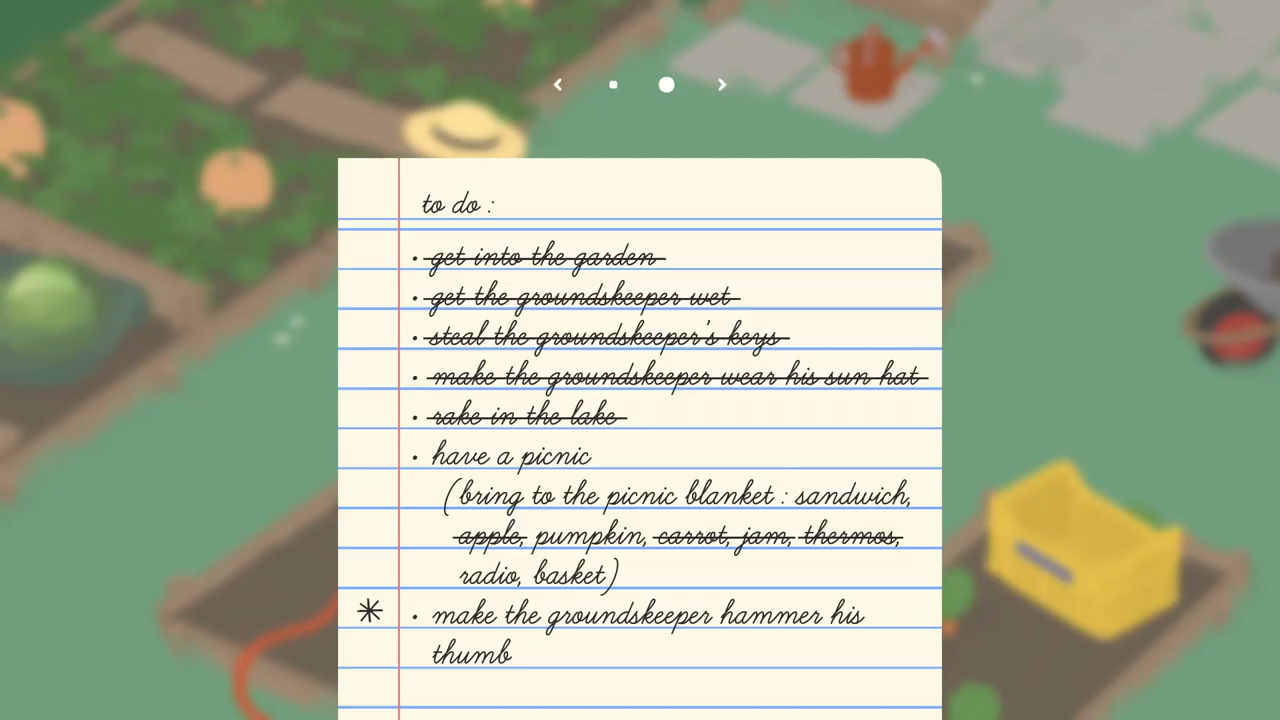 to do :
• get into the garden
• get the groundskeeper wet
• steal the groundskeeper's keys
• make the groundskeeper wear his sun hat
• rake in the lake
• have a picnic
(bring to the picnic blanket : sandwich,
apple, pumpkin, carrot, jam, thermos,
radio, basket)
* • make the groundskeeper hammer his
thumb